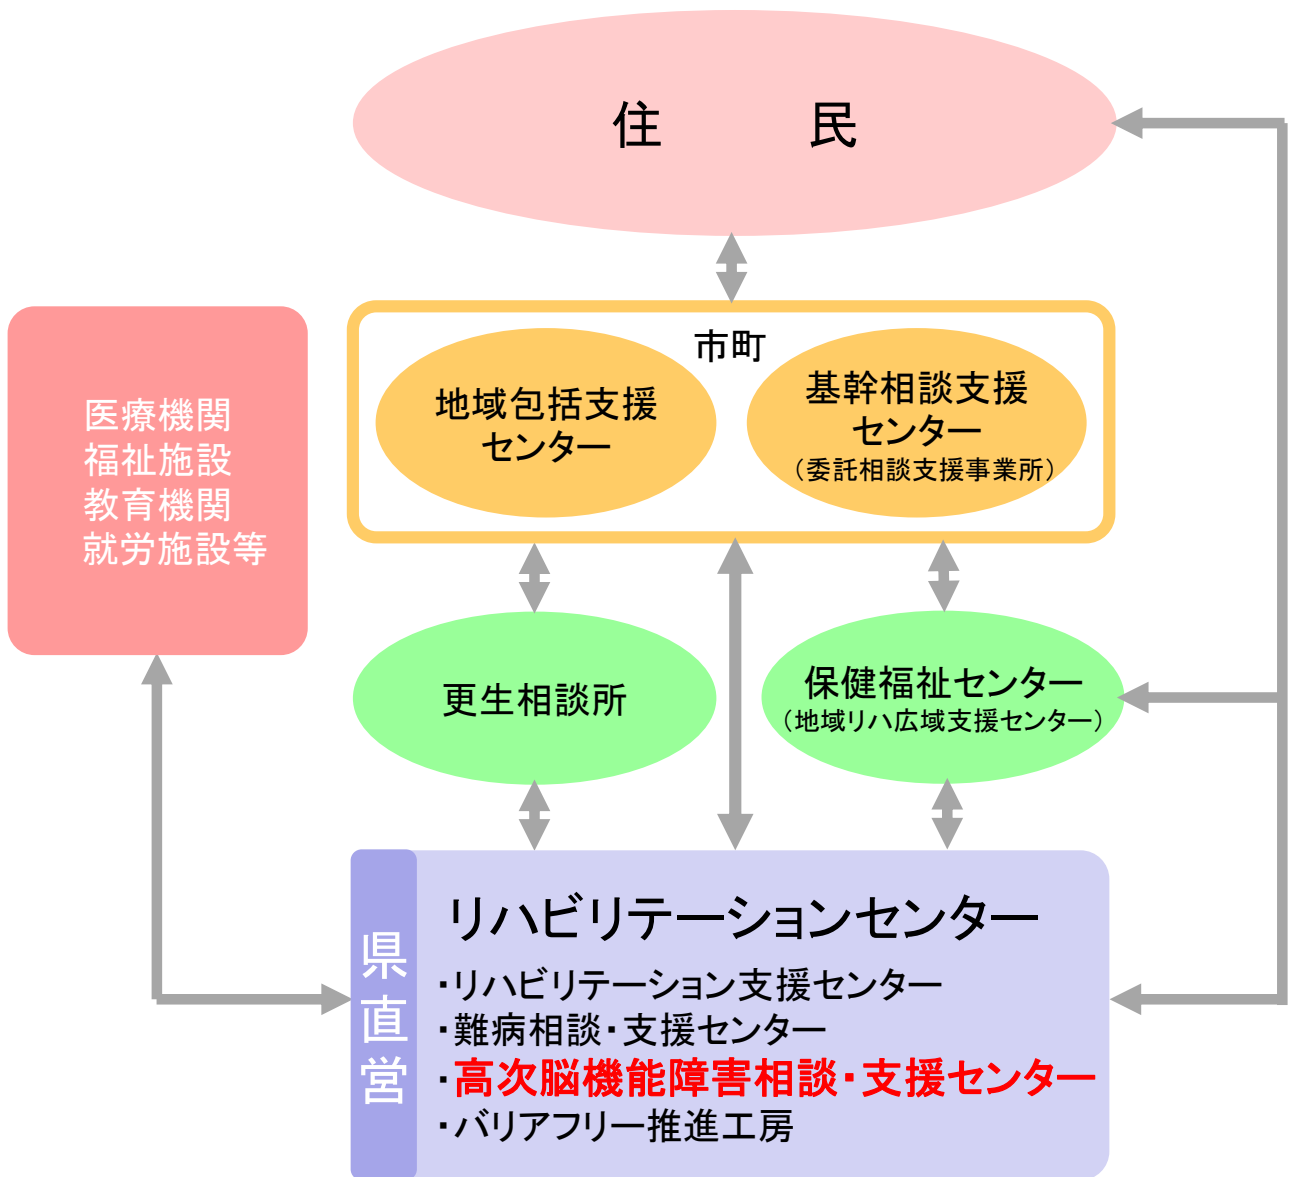 住　民
市町
地域包括支援
センター
基幹相談支援
センター
（委託相談支援事業所）
医療機関
福祉施設
教育機関
就労施設等
更生相談所
保健福祉センター
（地域リハ広域支援センター）
県直営
リハビリテーションセンター
・リハビリテーション支援センター
・難病相談・支援センター
・高次脳機能障害相談・支援センター
・バリアフリー推進工房